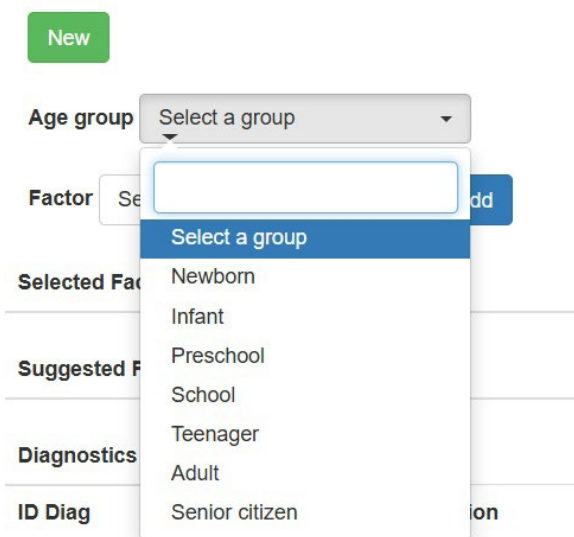 New
Age group Select a group
Factor Se dd
Select a group
Selected Fac
Newborn
Infant
Preschool
Suggested F
School
Teenager
Diagnostics
Adult
ID Diag Senior citizen ion